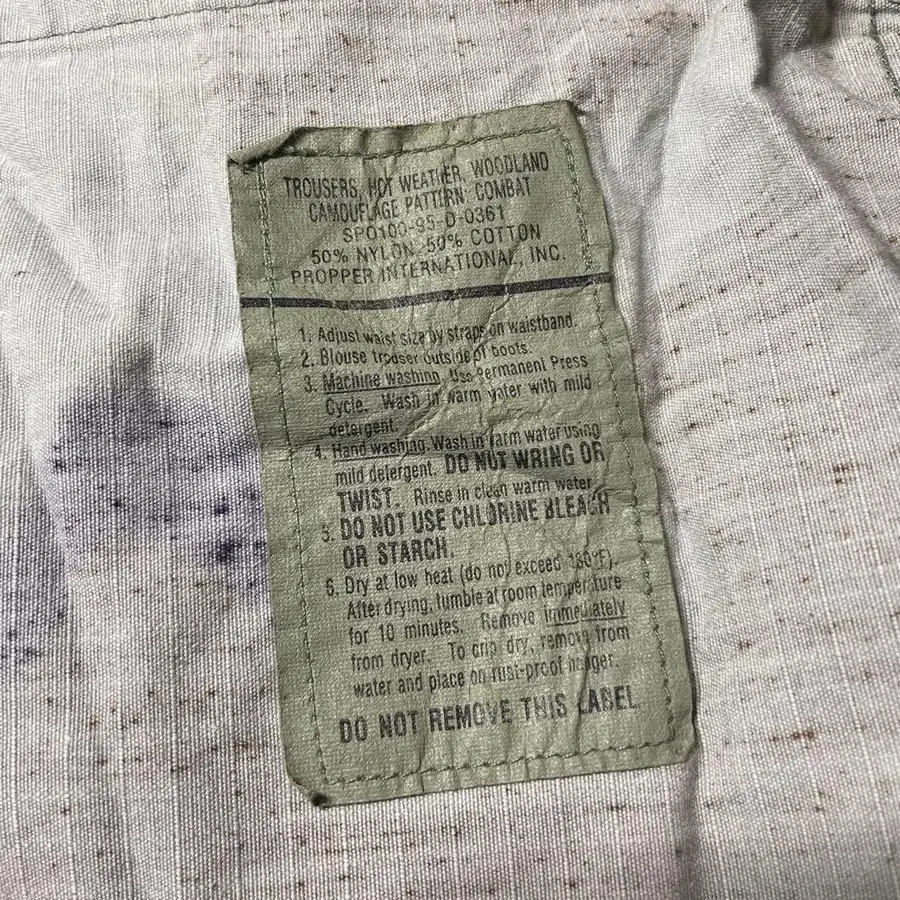 TROUSERS, HOT WEATHER, WOODLAND
CAMOUFLAGE PATTERN: COMBAT
SPO100-95-D-0361
50% NYLON 50% COTTON
PROPPER INTERNATIONAL, INC.
1. Adjust waist size by straps on waistband.
2. Blouse trouser outside of boots.
3. Machine washing. Use Permanent Press
Cycle. Wash in warm water with mild
detergent.
4. Hand washing. Wash in warm water using
mild detergent. DO NOT WRING OR
TWIST. Rinse in clean warm water
5. DO NOT USE CHLORINE BLEACH
OR STARCH.
6. Dry at low heat (do not exceed 130°F).
After drying, tumble at room temperature
for 10 minutes. Remove immediately
from dryer. To drip dry, remove from
water and place on rust-proof hanger.
DO NOT REMOVE THIS LABEL